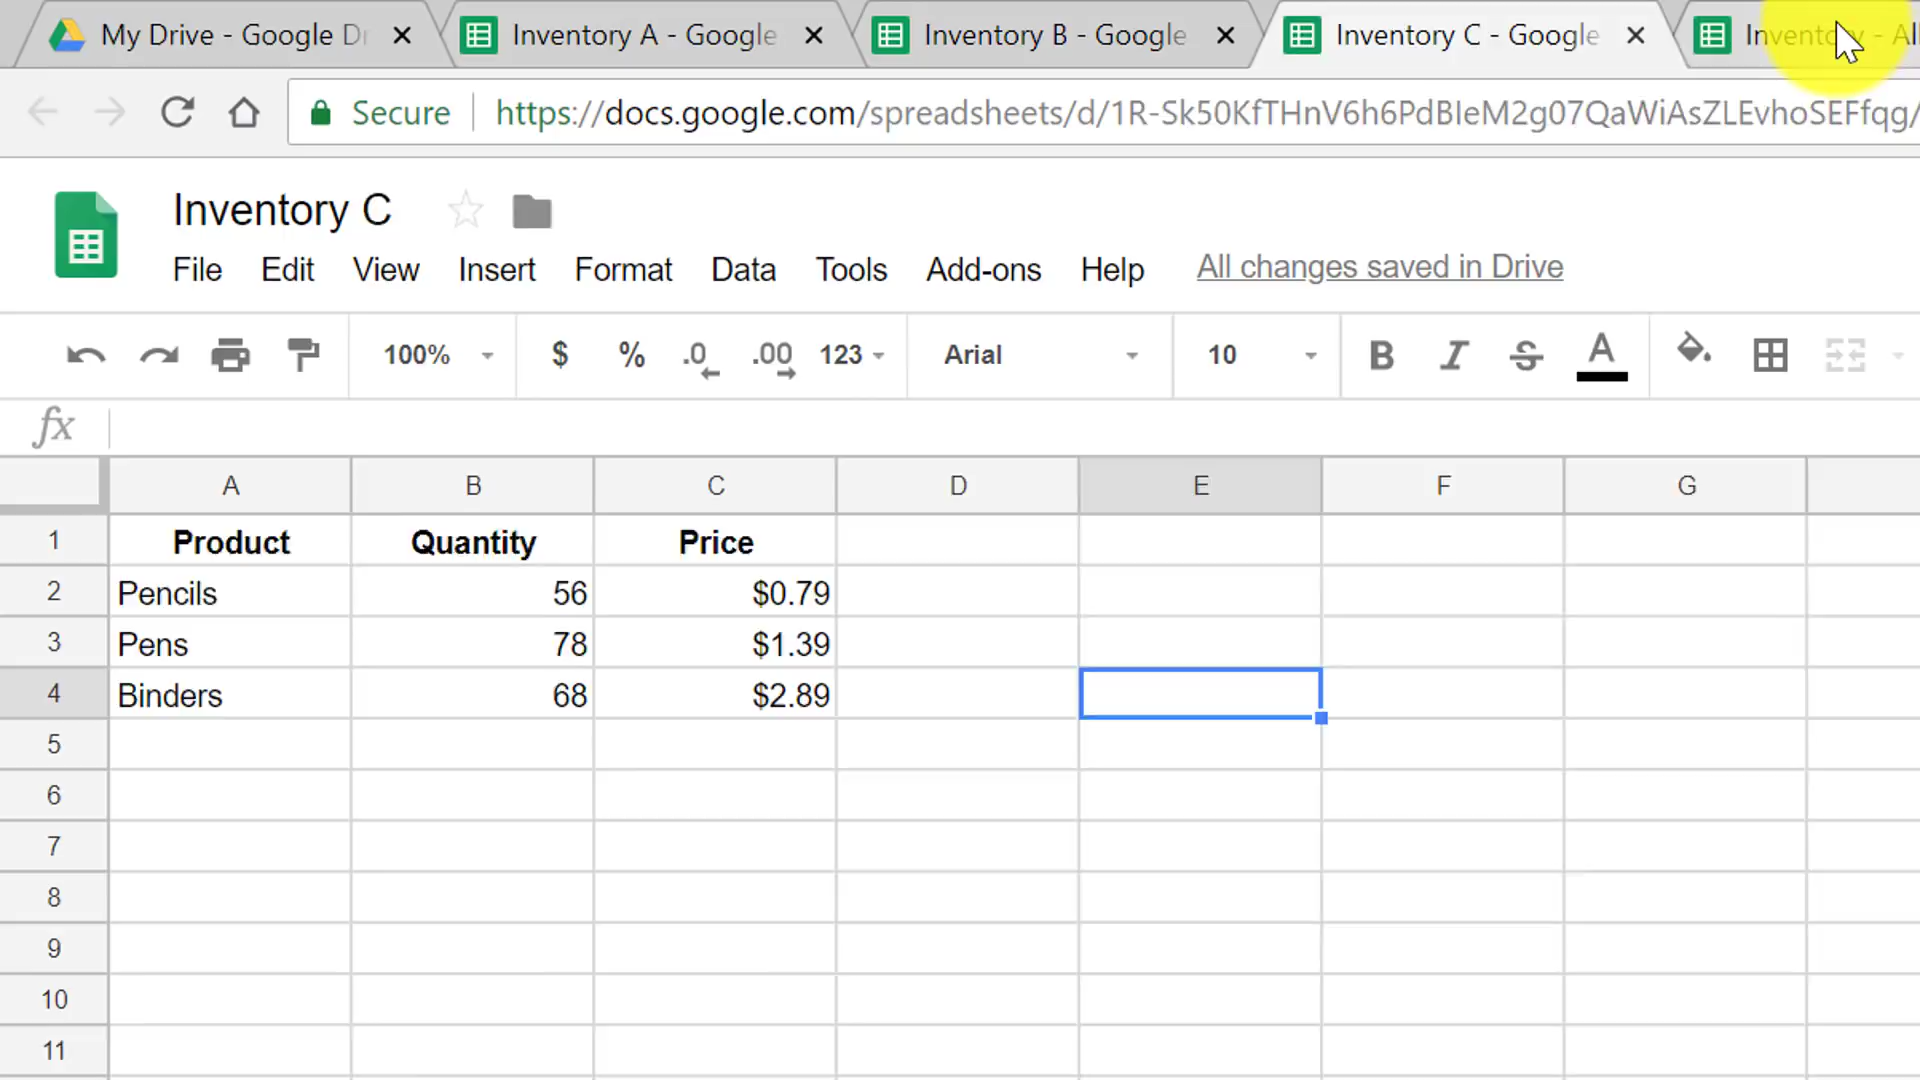 My Drive - Google Dr Inventory A - Google Inventory B - Google Inventory C - Google Inventory - All
Secure https://docs.google.com/spreadsheets/d/1R-Sk50KfTHnV6h6PdBIeM2g07QaWiAsZLEvhoSEFfqg/
Inventory C
File Edit View Insert Format Data Tools Add-ons Help All changes saved in Drive
100% $ % .0 .00 123 Arial 10 B I S A
fx
A B C D E F G
1 Product Quantity Price
2 Pencils 56 $0.79
3 Pens 78 $1.39
4 Binders 68 $2.89
5
6
7
8
9
10
11